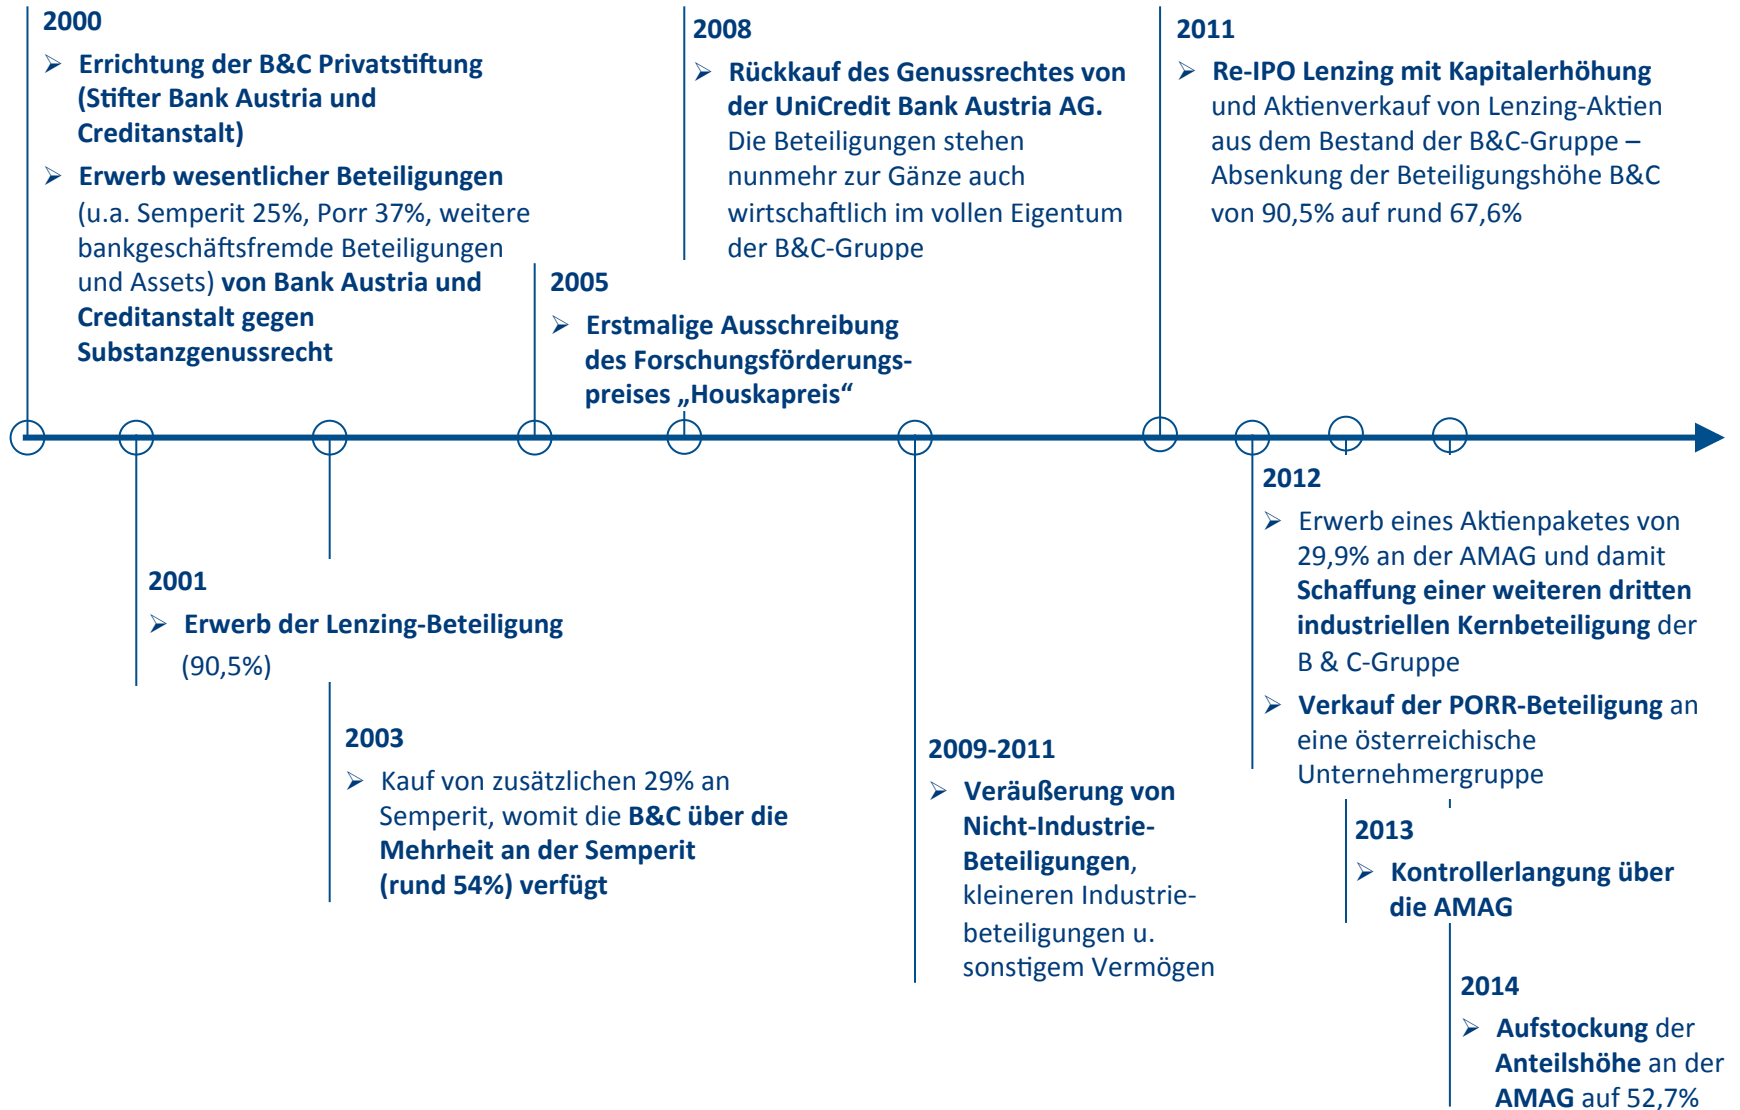 2000
➢ Errichtung der B&C Privatstiftung
(Stifter Bank Austria und
Creditanstalt)
➢ Erwerb wesentlicher Beteiligungen
(u.a. Semperit 25%, Porr 37%, weitere
bankgeschäftsfremde Beteiligungen
und Assets) von Bank Austria und
Creditanstalt gegen
Substanzgenussrecht
2008
➢ Rückkauf des Genussrechtes von
der UniCredit Bank Austria AG.
Die Beteiligungen stehen
nunmehr zur Gänze auch
wirtschaftlich im vollen Eigentum
der B&C-Gruppe
2011
➢ Re-IPO Lenzing mit Kapitalerhöhung
und Aktienverkauf von Lenzing-Aktien
aus dem Bestand der B&C-Gruppe –
Absenkung der Beteiligungshöhe B&C
von 90,5% auf rund 67,6%
2005
➢ Erstmalige Ausschreibung
des Forschungsförderungs-
preises „Houskapreis“
2001
➢ Erwerb der Lenzing-Beteiligung
(90,5%)
2003
➢ Kauf von zusätzlichen 29% an
Semperit, womit die B&C über die
Mehrheit an der Semperit
(rund 54%) verfügt
2009-2011
➢ Veräußerung von
Nicht-Industrie-
Beteiligungen,
kleineren Industrie-
beteiligungen u.
sonstigem Vermögen
2012
➢ Erwerb eines Aktienpaketes von
29,9% an der AMAG und damit
Schaffung einer weiteren dritten
industriellen Kernbeteiligung der
B & C-Gruppe
➢ Verkauf der PORR-Beteiligung an
eine österreichische
Unternehmergruppe
2013
➢ Kontrollerlangung über
die AMAG
2014
➢ Aufstockung der
Anteilshöhe an der
AMAG auf 52,7%